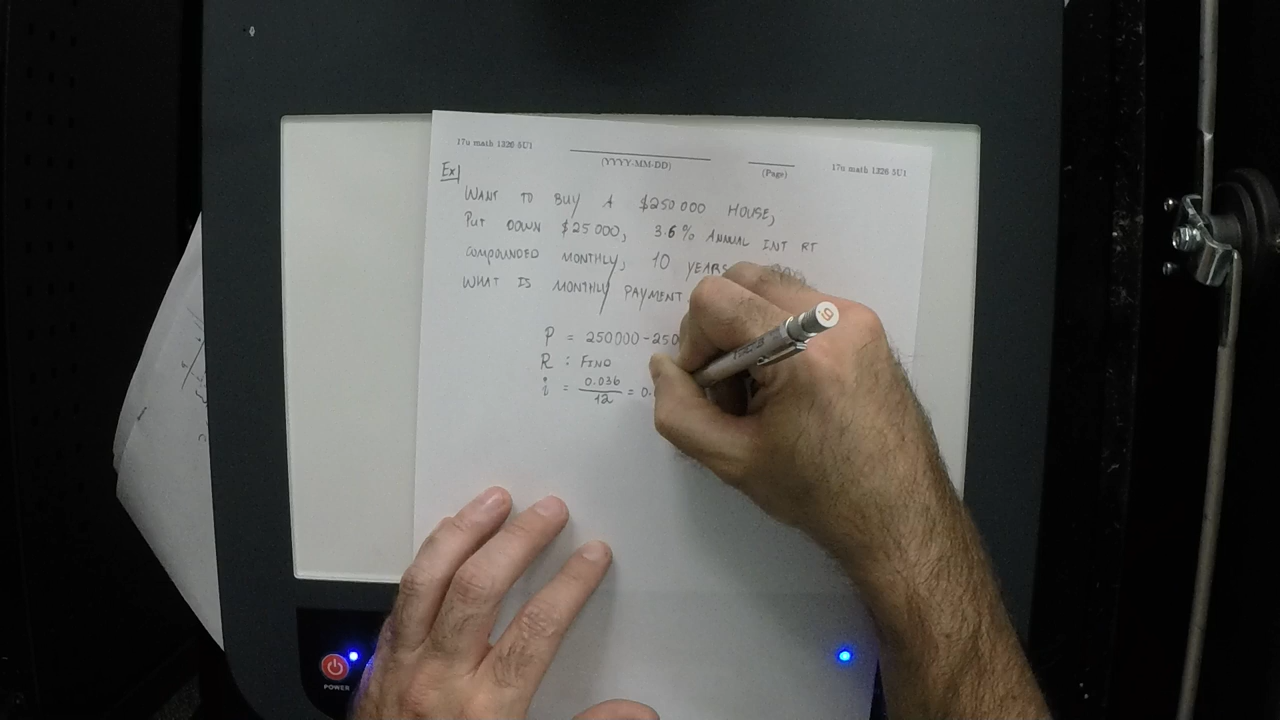 17u math 1326 5U1
(YYYY-MM-DD)
(Page)
17u math 1326 5U1
Ex1
WANT TO BUY A $250 000 HOUSE,
PUT DOWN $25 000, 3.6% ANNUAL INT RT
COMPOUNDED MONTHLY, 10 YEARS
WHAT IS MONTHLY PAYMENT
P = 250000 - 250
R : FIND
i = 0.036 / 12 = 0.
POWER